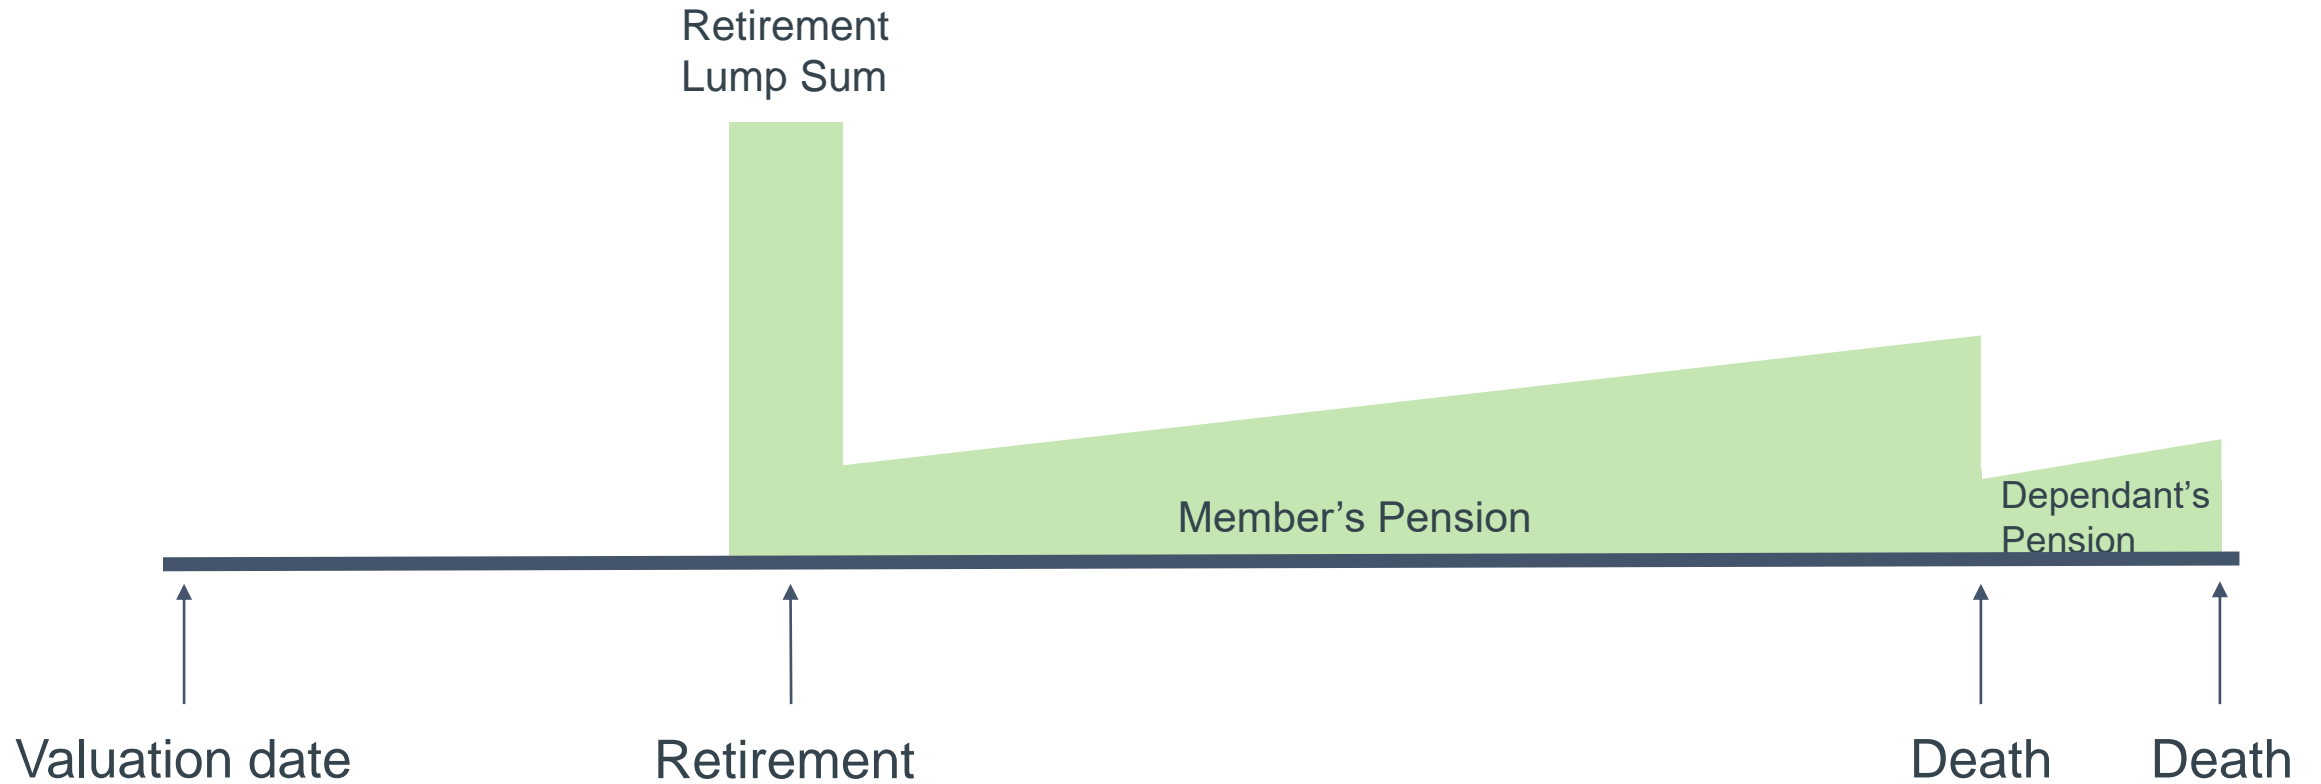 Retirement
Lump Sum
Member’s Pension
Dependant’s
Pension
Valuation date
Retirement
Death
Death